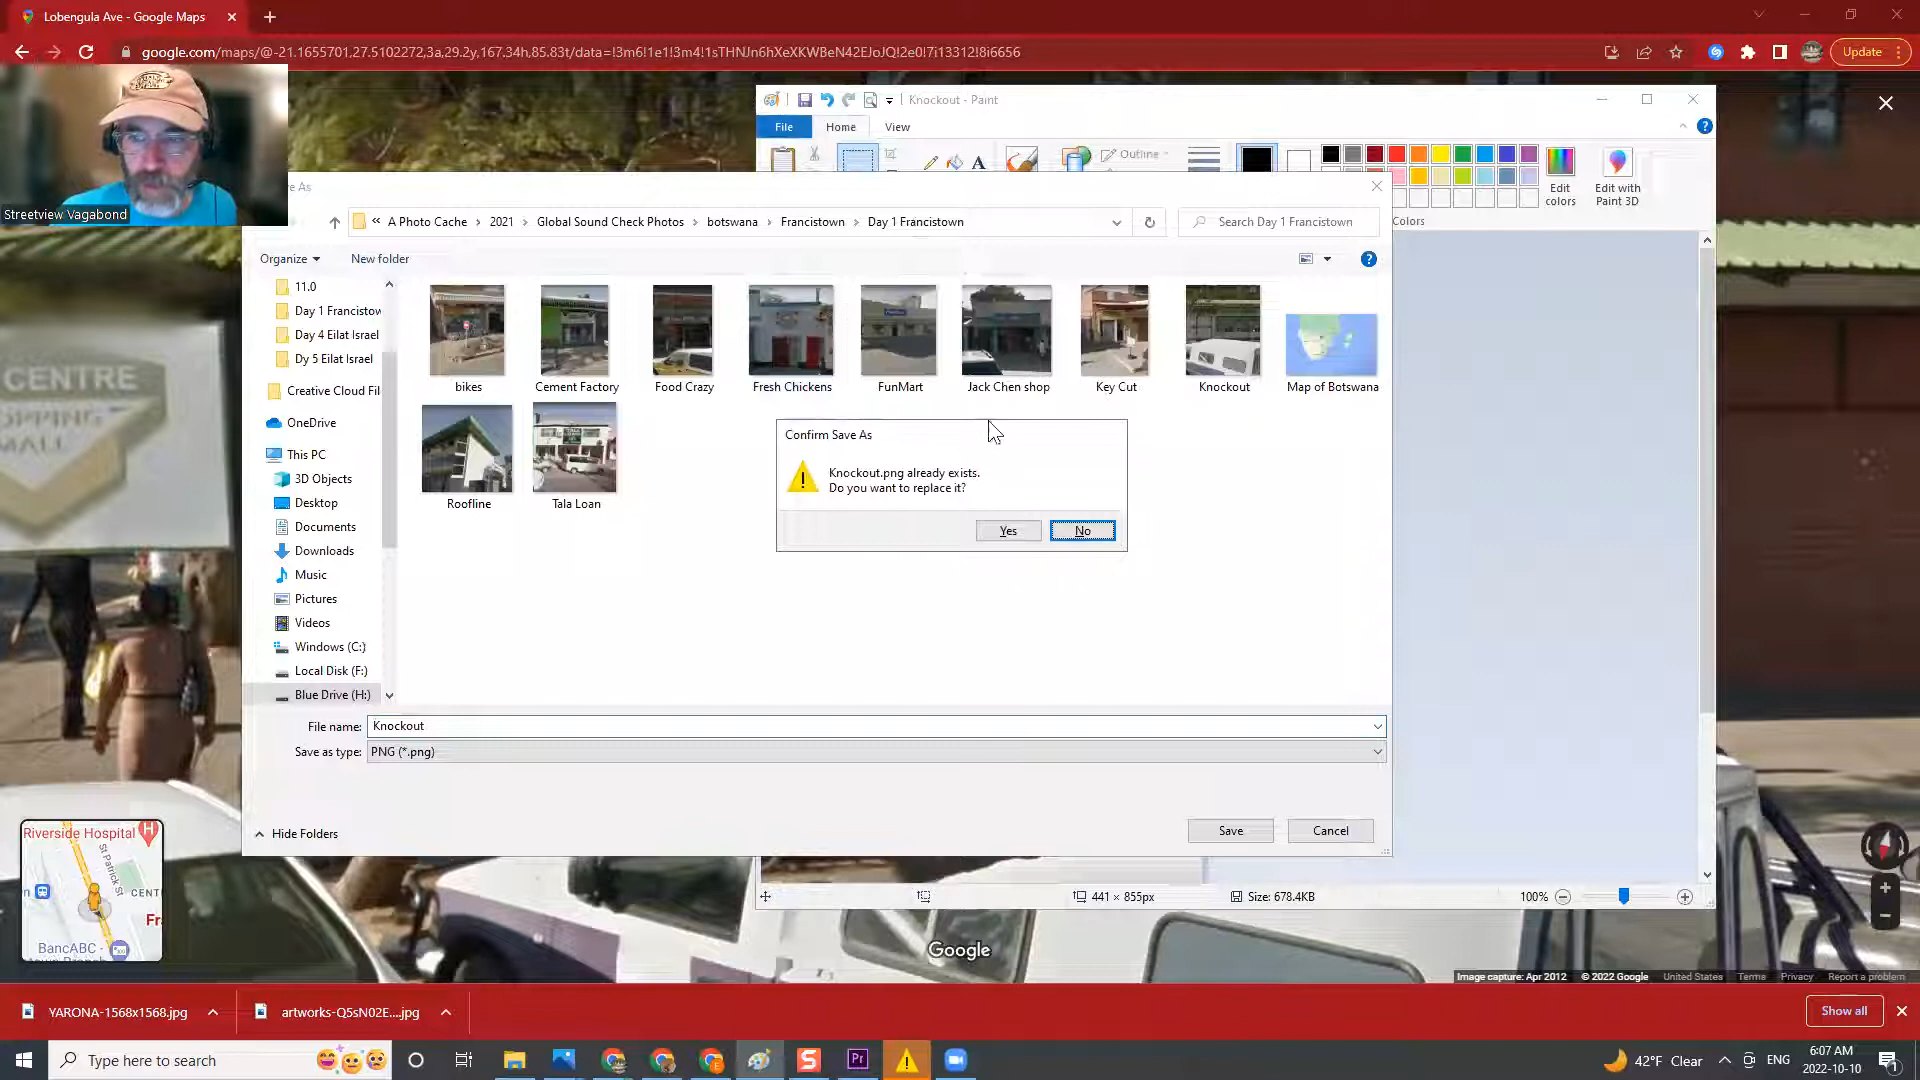 Lobengula Ave - Google Maps
google.com/maps/@-21.1655701,27.5102272,3a,29.2y,167.34h,85.83t/data=!3m6!1e1!3m4!1sTHNJn6hXeXKWBeN42EJoJQ!2e0!7i13312!8i6656
Update
Streetview Vagabond
Knockout - Paint
File
Home
View
Outline
Edit colors
Edit with Paint 3D
Colors
e As
« A Photo Cache > 2021 > Global Sound Check Photos > botswana > Francistown > Day 1 Francistown
Search Day 1 Francistown
Organize
New folder
11.0
Day 1 Francistow
Day 4 Eilat Israel
Dy 5 Eilat Israel
Creative Cloud Fil
OneDrive
This PC
3D Objects
Desktop
Documents
Downloads
Music
Pictures
Videos
Windows (C:)
Local Disk (F:)
Blue Drive (H:)
bikes
Cement Factory
Food Crazy
Fresh Chickens
FunMart
Jack Chen shop
Key Cut
Knockout
Map of Botswana
Roofline
Tala Loan
Confirm Save As
Knockout.png already exists.
Do you want to replace it?
Yes
No
File name: Knockout
Save as type: PNG (*.png)
Hide Folders
Save
Cancel
441 × 855px
Size: 678.4KB
100%
CENTRE
OPPING
MALL
Riverside Hospital
St Patrick St
CENT
Fr
BancABC -
Google
Image capture: Apr 2012
© 2022 Google
United States
Terms
Privacy
Report a problem
YARONA-1568x1568.jpg
artworks-Q5sN02E....jpg
Show all
Type here to search
42°F Clear
ENG
6:07 AM
2022-10-10